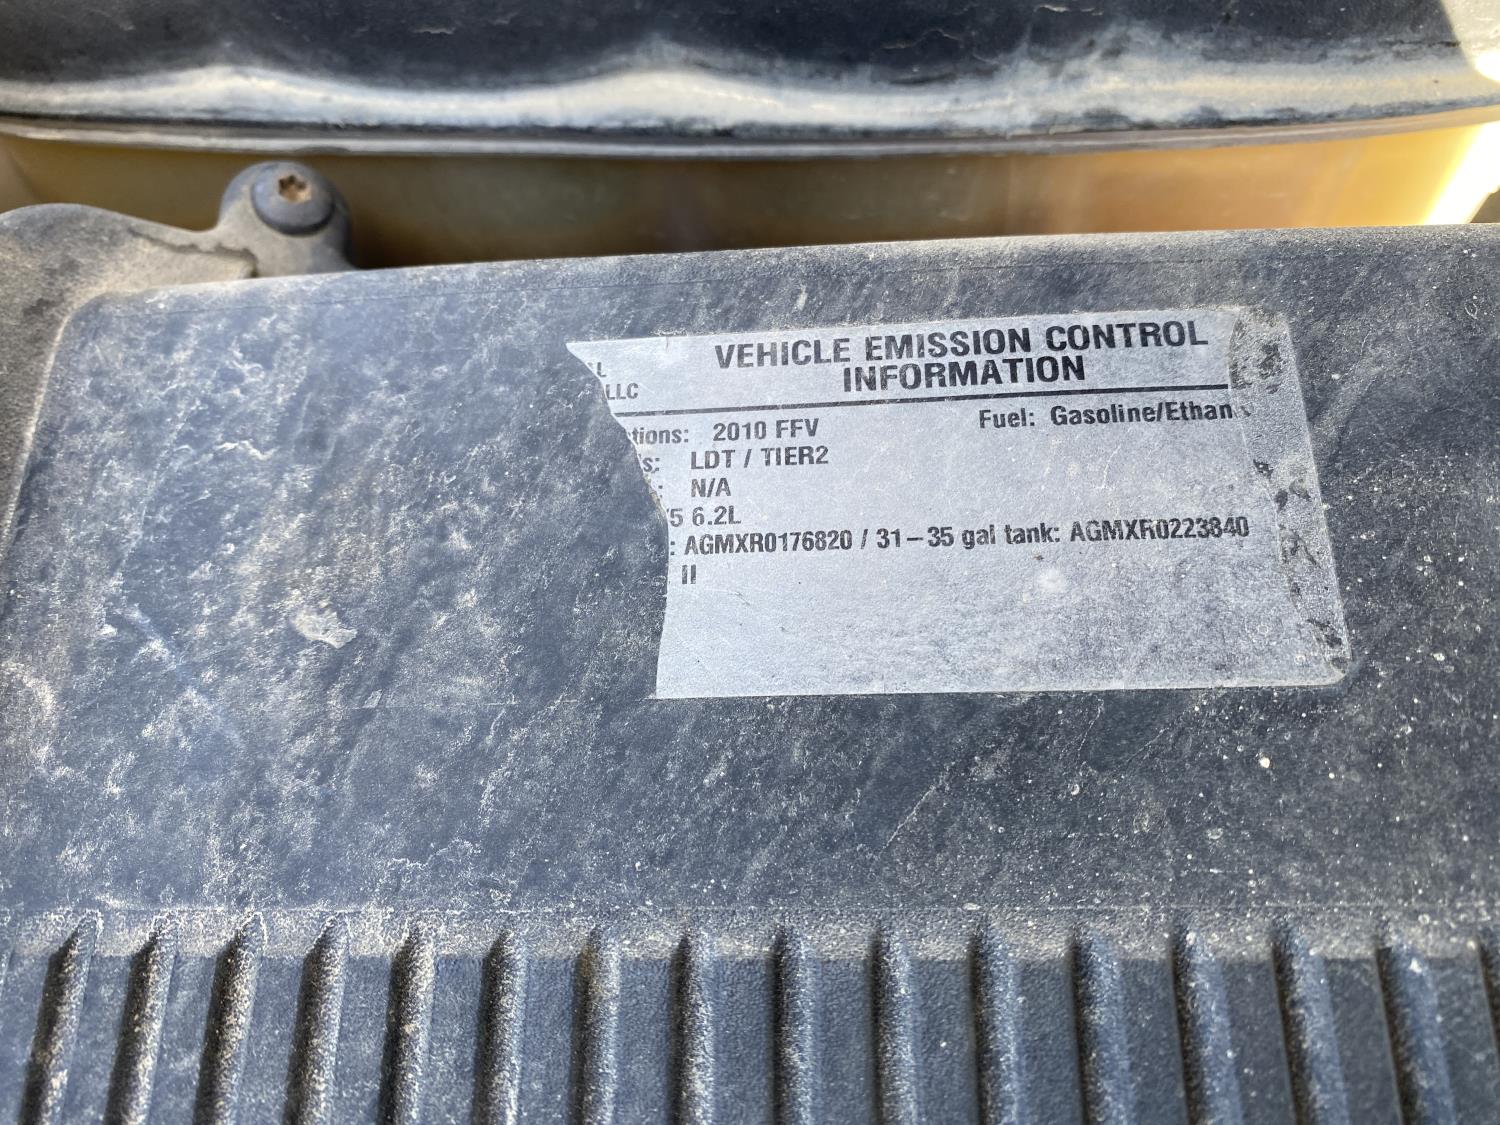 L VEHICLE EMISSION CONTROL
LLC INFORMATION
tions: 2010 FFV Fuel: Gasoline/Ethan
s: LDT / TIER2
: N/A
5 6.2L
: AGMXR0176820 / 31–35 gal tank: AGMXR0223840
II